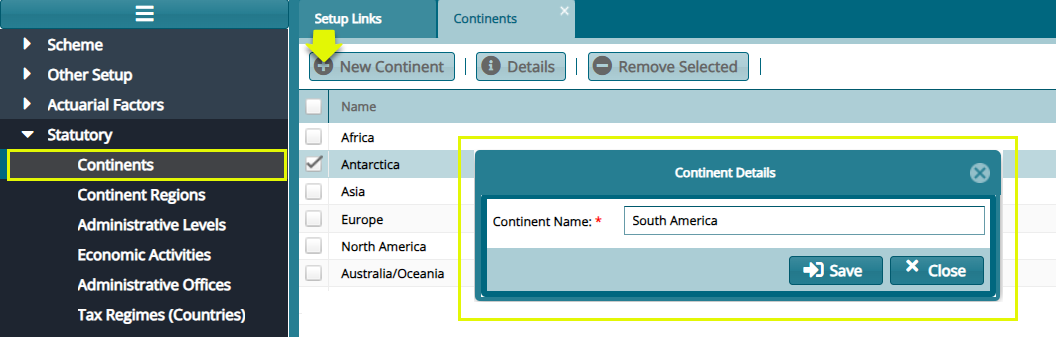 Scheme
Other Setup
Actuarial Factors
Statutory
Continents
Continent Regions
Administrative Levels
Economic Activities
Administrative Offices
Tax Regimes (Countries)
Setup Links
Continents
New Continent
Details
Remove Selected
Name
Africa
Antarctica
Asia
Europe
North America
Australia/Oceania
Continent Details
Continent Name: * South America
Save
Close